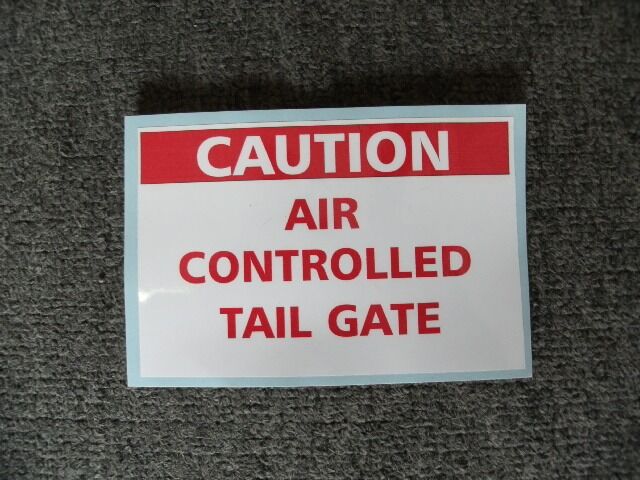 CAUTION
AIR
CONTROLLED
TAIL GATE